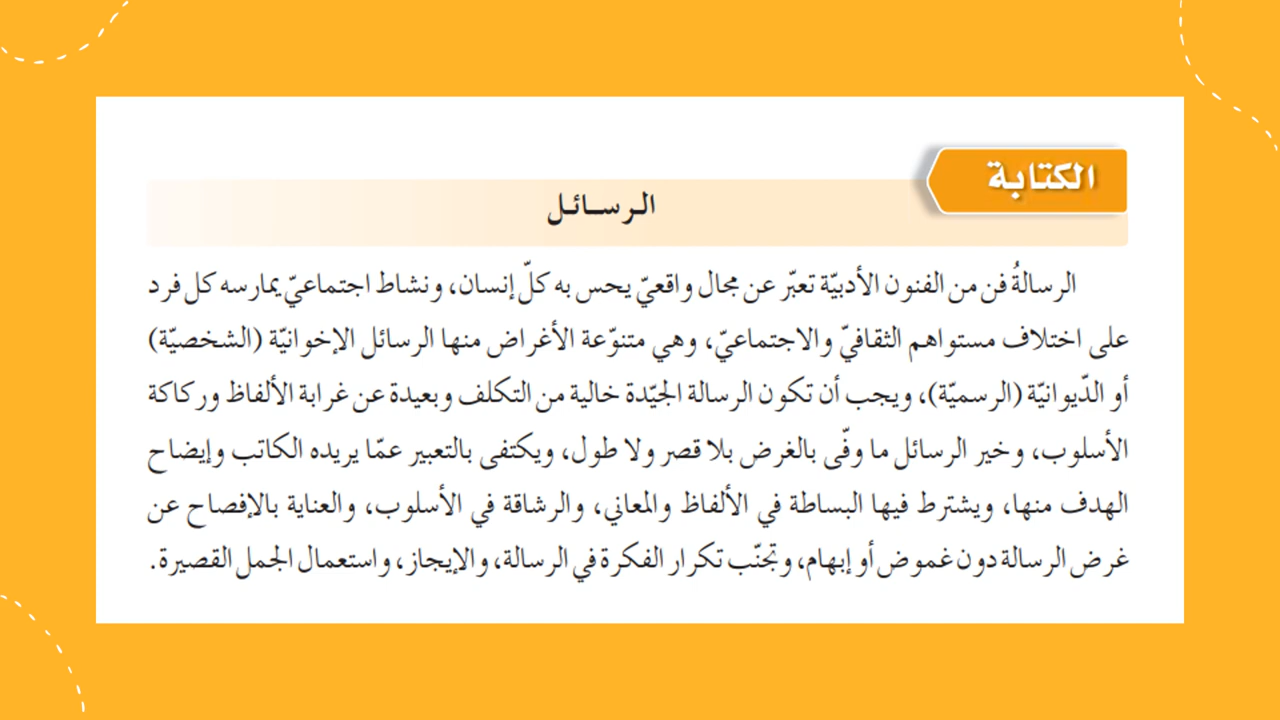 الكتابة
الرسائل
الرسالةُ فن من الفنون الأدبيّة تعبّر عن مجال واقعيّ يحس به كلّ إنسان، ونشاط اجتماعيّ يمارسه كل فرد
على اختلاف مستواهم الثقافيّ والاجتماعيّ، وهي متنوّعة الأغراض منها الرسائل الإخوانيّة (الشخصيّة)
أو الدّيوانيّة (الرسميّة)، ويجب أن تكون الرسالة الجيّدة خالية من التكلف وبعيدة عن غرابة الألفاظ وركاكة
الأسلوب، وخير الرسائل ما وفّى بالغرض بلا قصر ولا طول، ويكتفى بالتعبير عمّا يريده الكاتب وإيضاح
الهدف منها، ويشترط فيها البساطة في الألفاظ والمعاني، والرشاقة في الأسلوب، والعناية بالإفصاح عن
غرض الرسالة دون غموض أو إبهام، وتجنّب تكرار الفكرة في الرسالة، والإيجاز، واستعمال الجمل القصيرة.